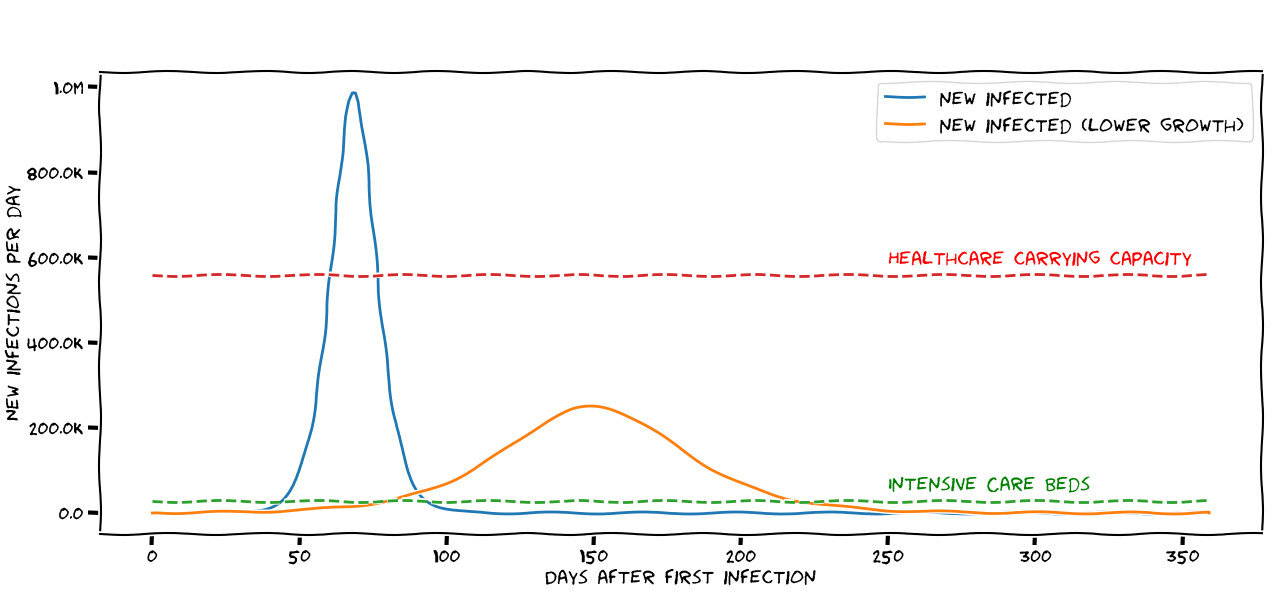 NEW INFECTED
NEW INFECTED (LOWER GROWTH)
NEW INFECTIONS PER DAY
1.0M
800.0K
600.0K
400.0K
200.0K
0.0
HEALTHCARE CARRYING CAPACITY
INTENSIVE CARE BEDS
0 50 100 150 200 250 300 350
DAYS AFTER FIRST INFECTION